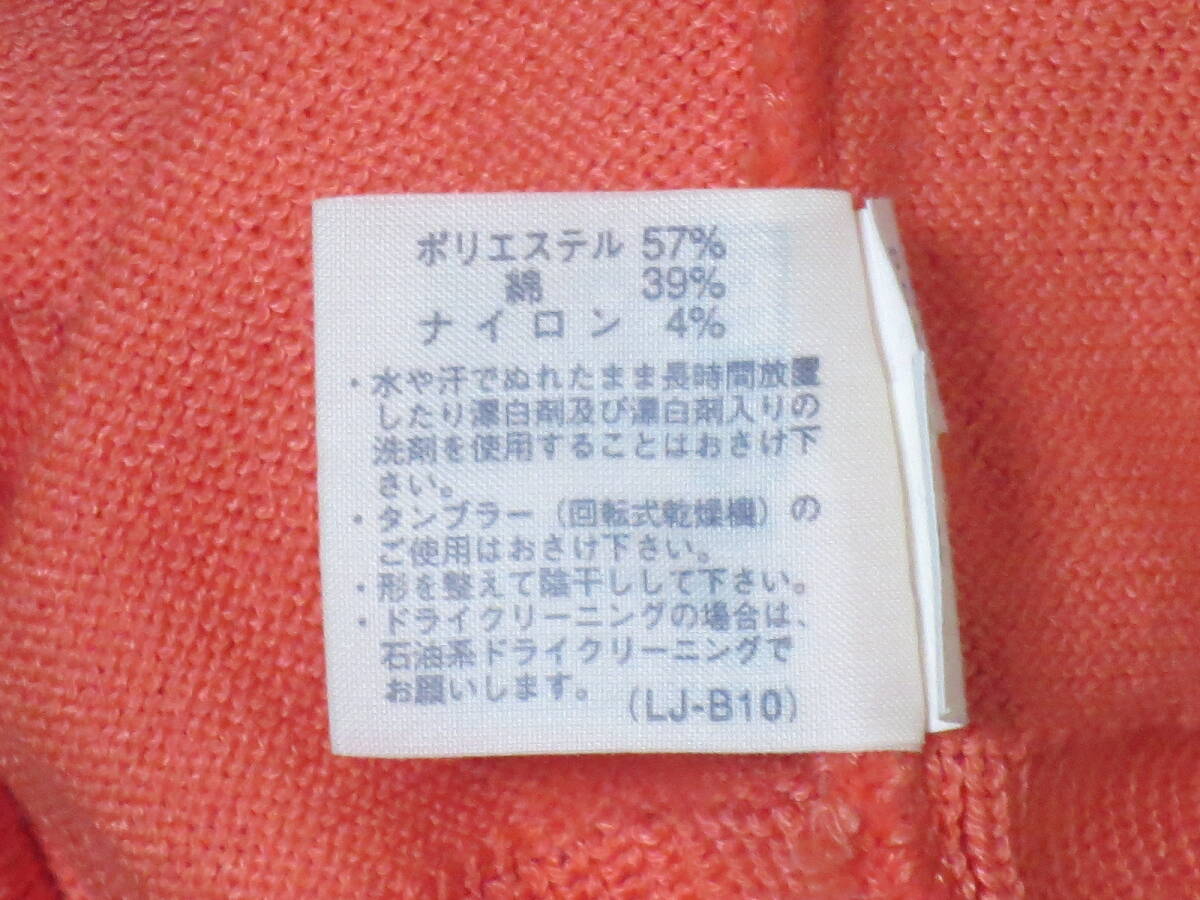 ポリエステル 57%
綿 39%
ナイロン 4%
・水や汗でぬれたまま長時間放置
したり漂白剤及び漂白剤入りの
洗剤を使用することはおさけ下
さい。
・タンブラー（回転式乾燥機）の
ご使用はおさけ下さい。
・形を整えて陰干しして下さい。
・ドライクリーニングの場合は、
石油系ドライクリーニングで
お願いします。
(LJ-B10)